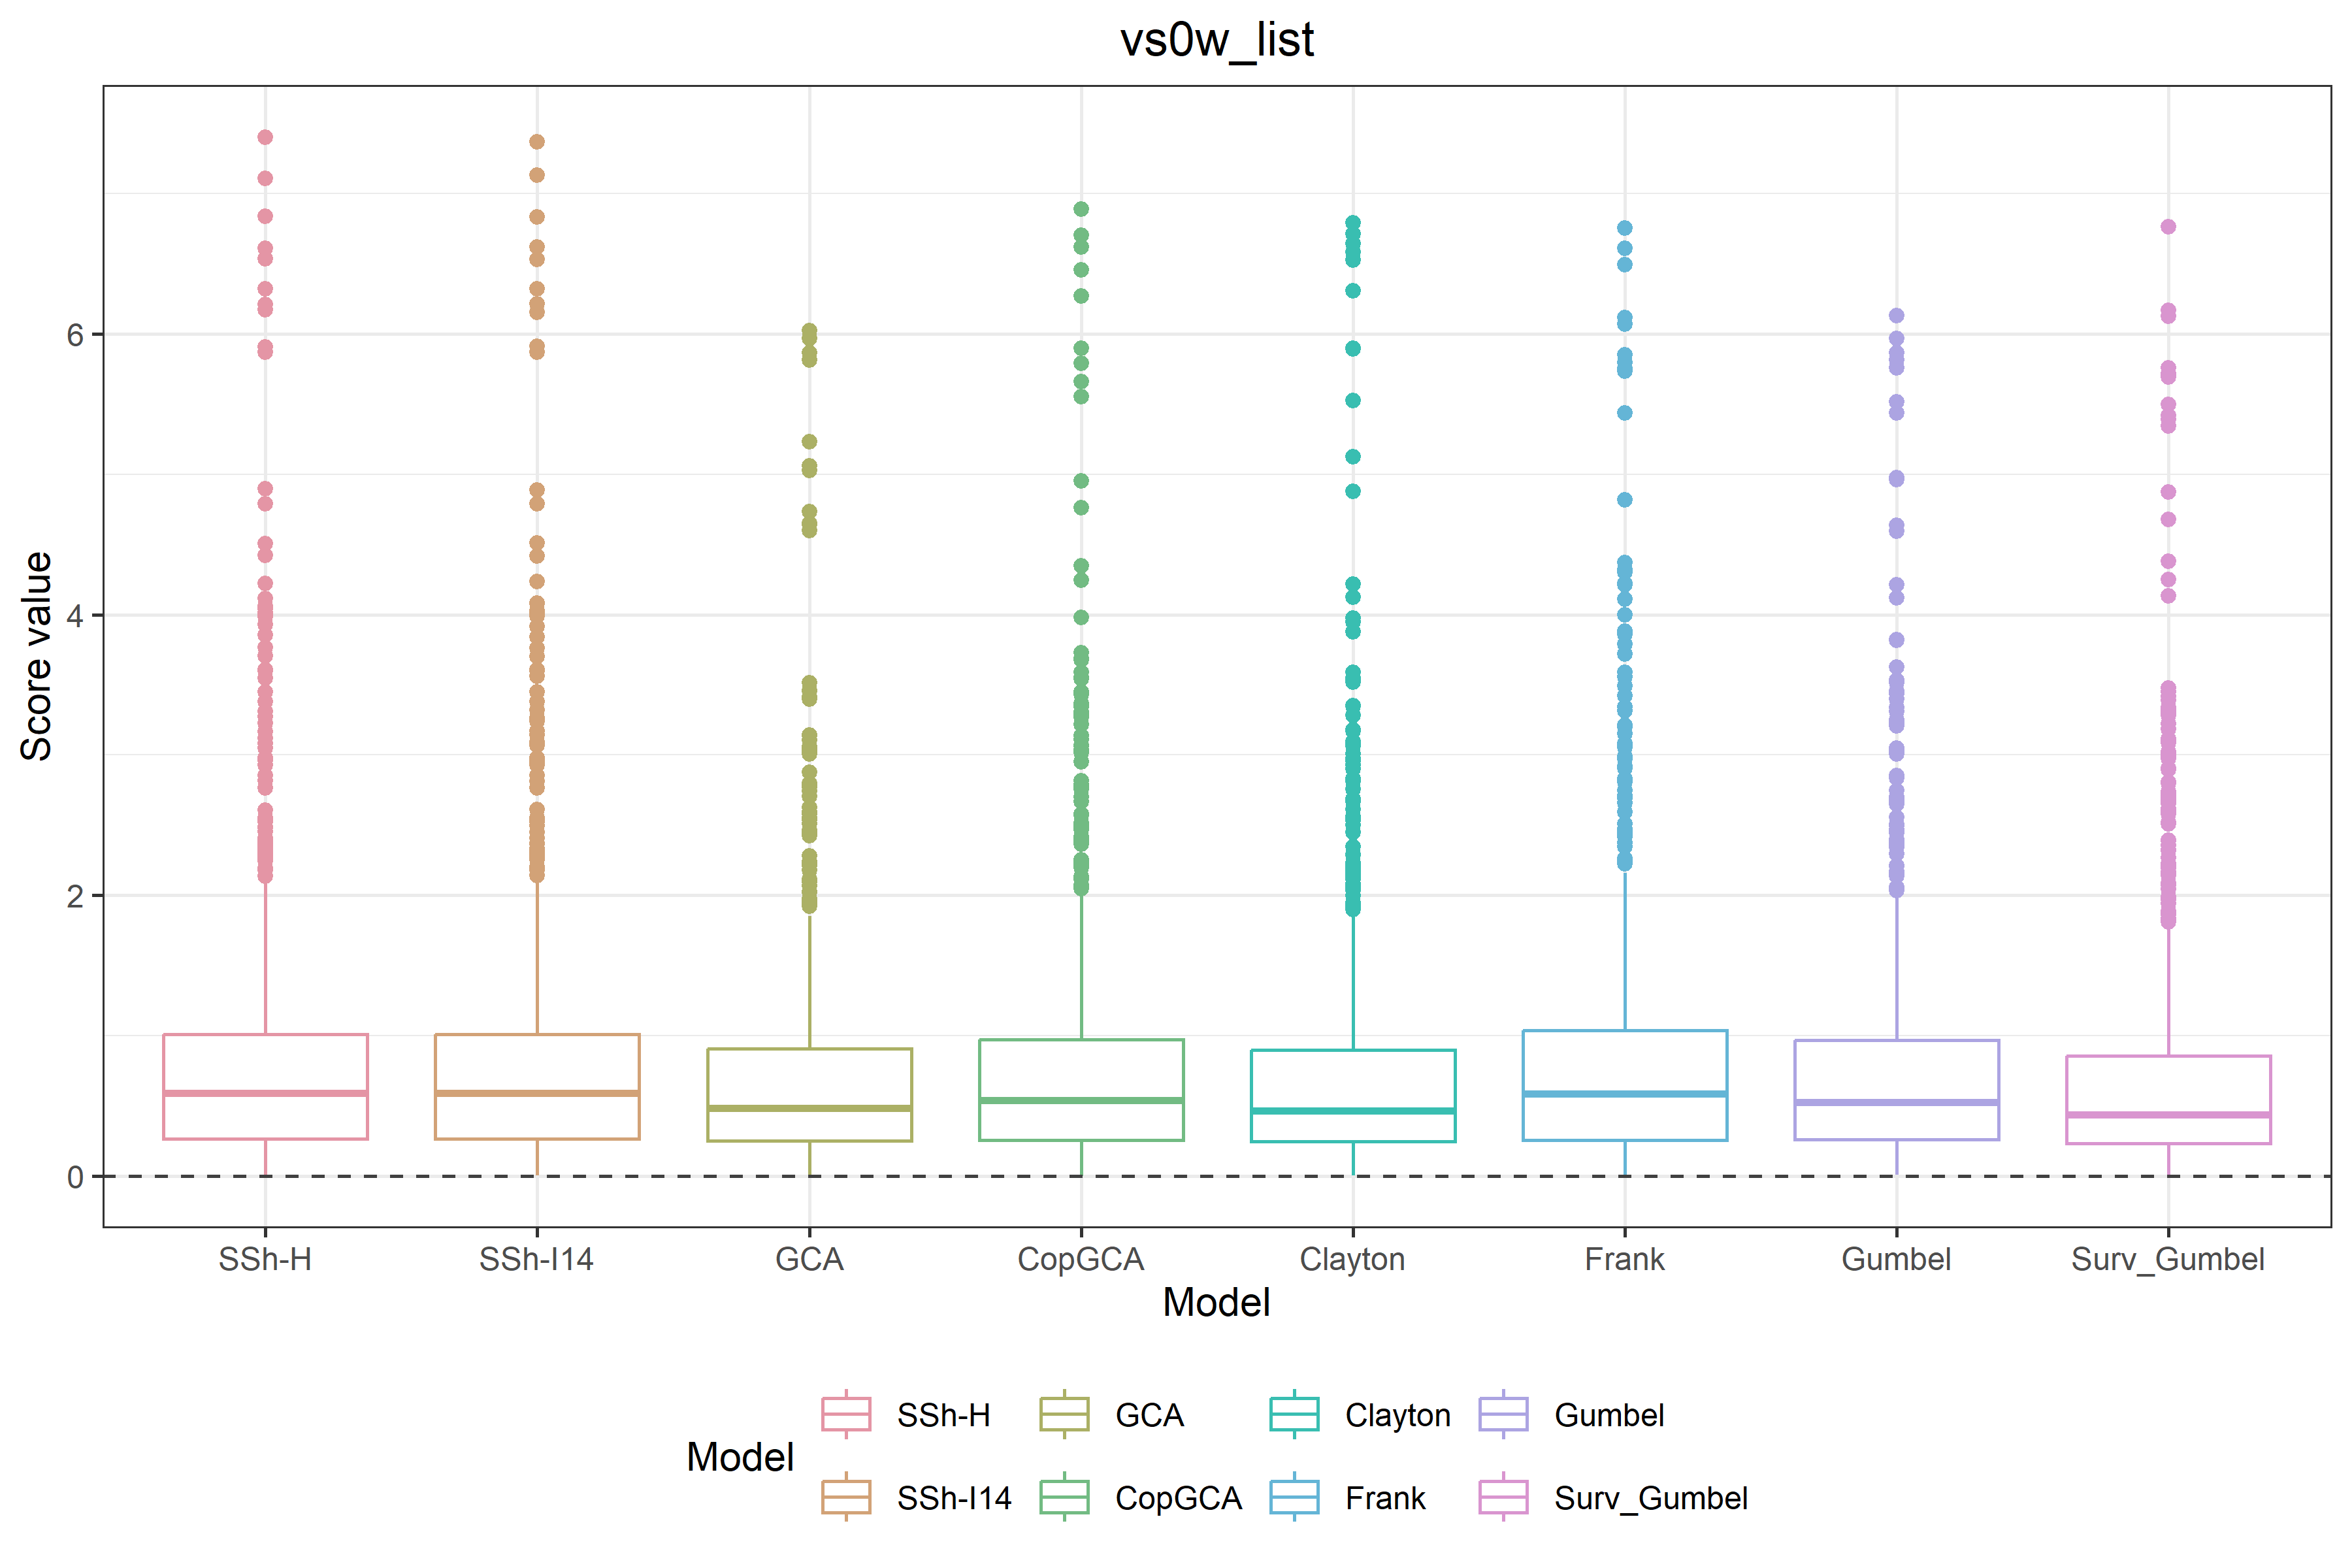 vs0w_list
Score value
6
4
2
0
SSh-H SSh-I14 GCA CopGCA Clayton Frank Gumbel Surv_Gumbel
Model
Model
SSh-H GCA Clayton Gumbel
SSh-I14 CopGCA Frank Surv_Gumbel